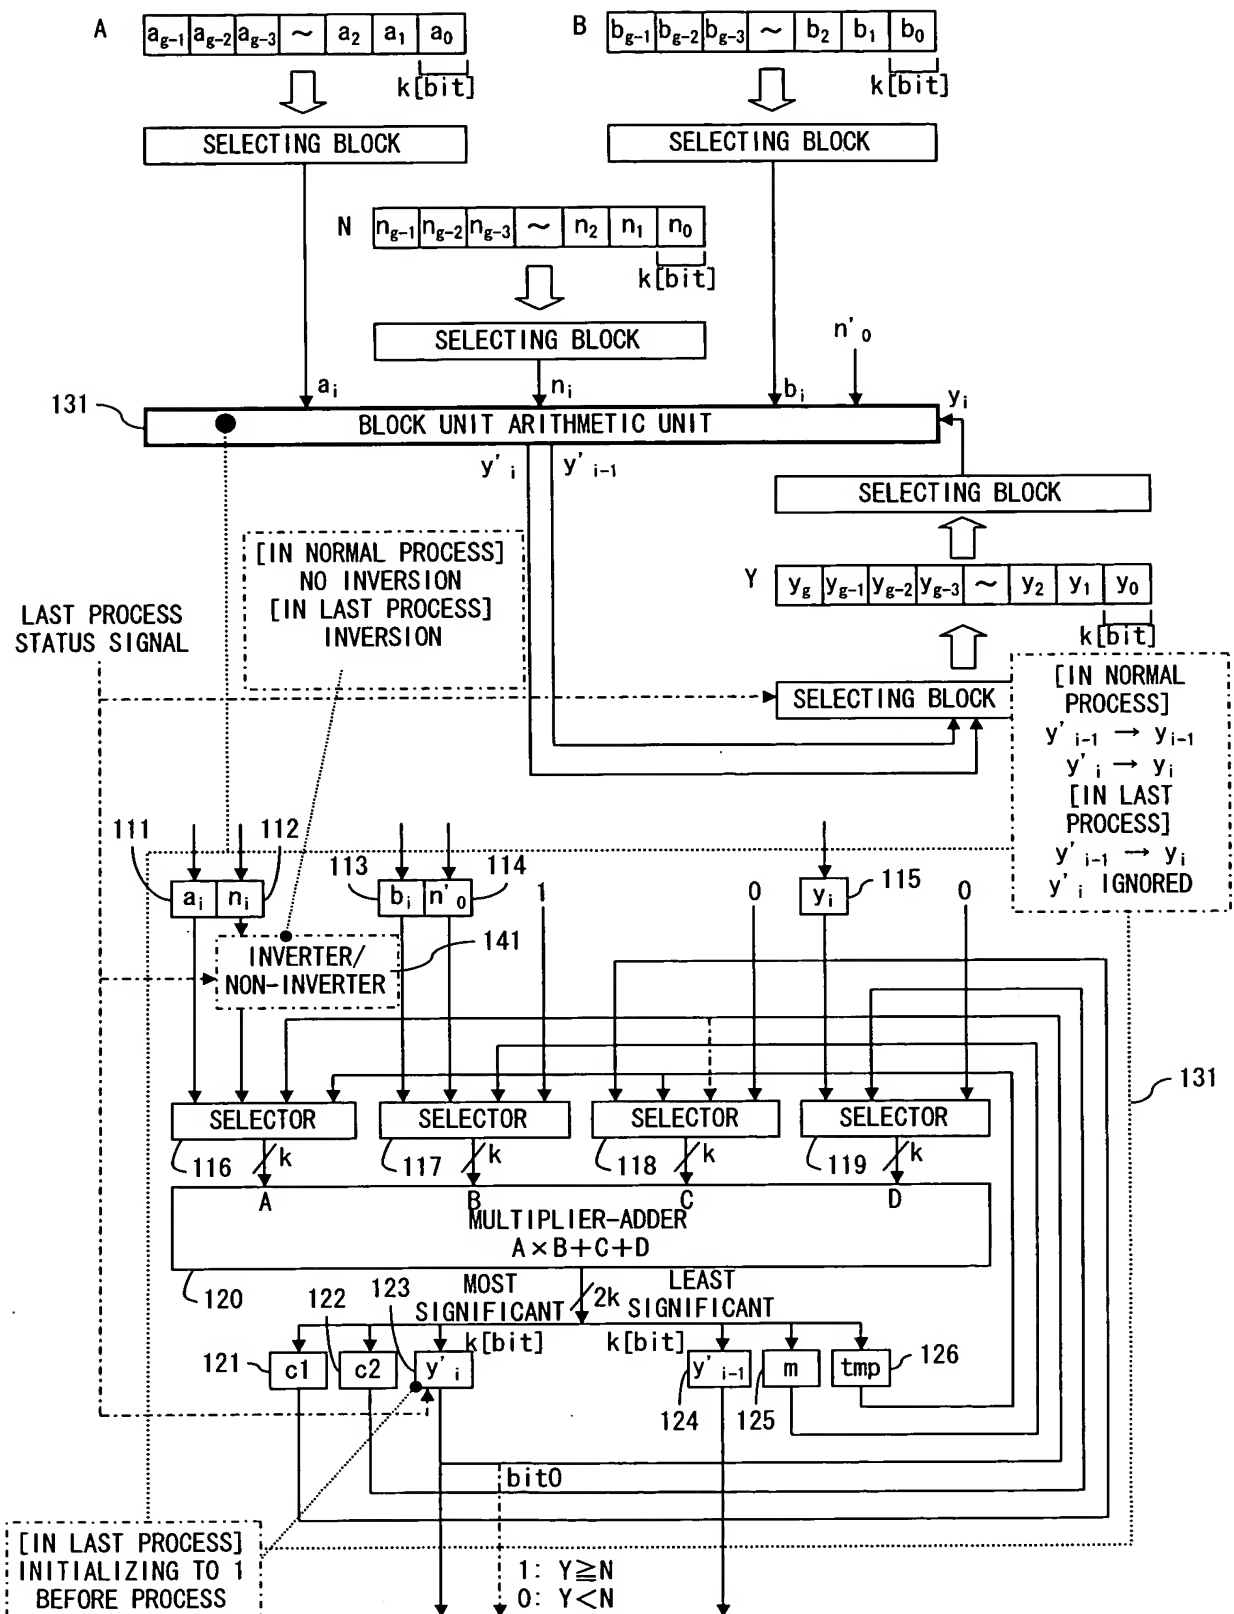 A a_{g-1} a_{g-2} a_{g-3} ~ a_2 a_1 a_0
B b_{g-1} b_{g-2} b_{g-3} ~ b_2 b_1 b_0
k[bit]
k[bit]
SELECTING BLOCK
SELECTING BLOCK
N n_{g-1} n_{g-2} n_{g-3} ~ n_2 n_1 n_0
k[bit]
SELECTING BLOCK
n'_0
a_i
n_i
b_i
y_i
131
BLOCK UNIT ARITHMETIC UNIT
y'_i
y'_{i-1}
SELECTING BLOCK
[IN NORMAL PROCESS]
NO INVERSION
[IN LAST PROCESS]
INVERSION
Y y_g y_{g-1} y_{g-2} y_{g-3} ~ y_2 y_1 y_0
k[bit]
LAST PROCESS
STATUS SIGNAL
SELECTING BLOCK
[IN NORMAL
PROCESS]
y'_{i-1} → y_{i-1}
y'_i → y_i
[IN LAST
PROCESS]
y'_{i-1} → y_i
y'_i IGNORED
111
112
113
114
115
a_i n_i
b_i n'_0
1
0
y_i
0
INVERTER/
NON-INVERTER
141
131
SELECTOR
SELECTOR
SELECTOR
SELECTOR
116
k
117
k
118
k
119
k
A
B
C
D
MULTIPLIER-ADDER
A×B+C+D
120
122
123
MOST
SIGNIFICANT
2k
LEAST
SIGNIFICANT
k[bit]
k[bit]
121
c1
c2
y'_i
y'_{i-1}
m
tmp
126
124
125
bit0
[IN LAST PROCESS]
INITIALIZING TO 1
BEFORE PROCESS
1: Y≧N
0: Y<N